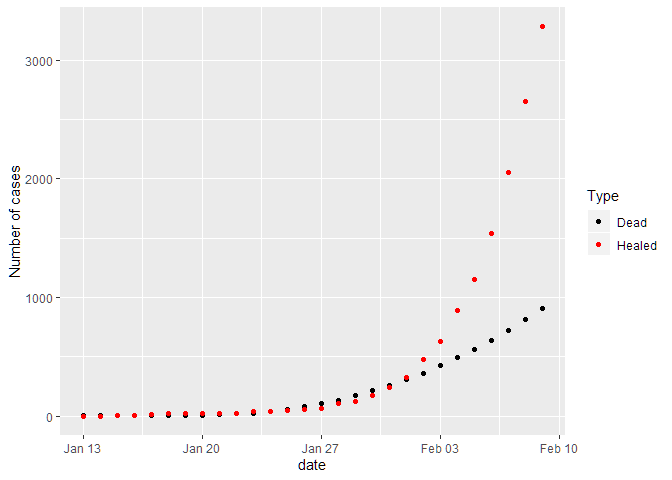 3000
2000
1000
0
Number of cases
Jan 13 Jan 20 Jan 27 Feb 03 Feb 10
date
Type
Dead
Healed